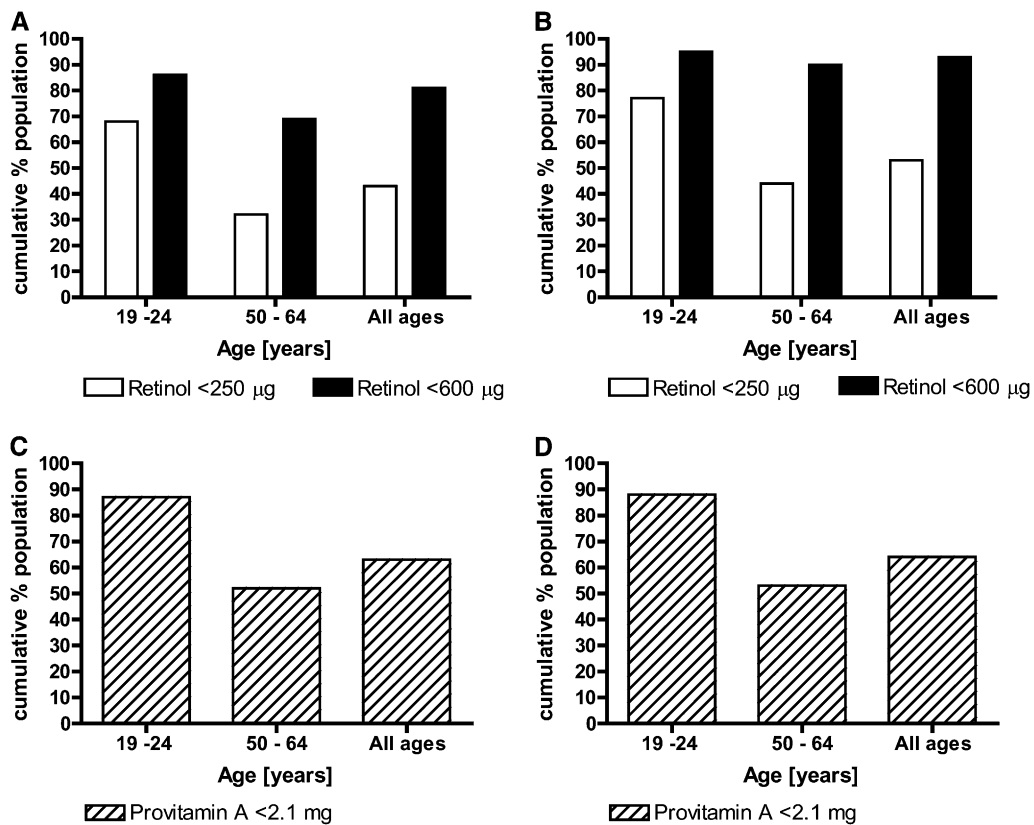 A
cumulative % population
100
90
80
70
60
50
40
30
20
10
0
19 -24 50 - 64 All ages
Age [years]
Retinol <250 μg Retinol <600 μg
B
cumulative % population
100
90
80
70
60
50
40
30
20
10
0
19 -24 50 - 64 All ages
Age [years]
Retinol <250 μg Retinol <600 μg
C
cumulative % population
100
90
80
70
60
50
40
30
20
10
0
19 -24 50 - 64 All ages
Age [years]
Provitamin A <2.1 mg
D
cumulative % population
100
90
80
70
60
50
40
30
20
10
0
19 -24 50 - 64 All ages
Age [years]
Provitamin A <2.1 mg